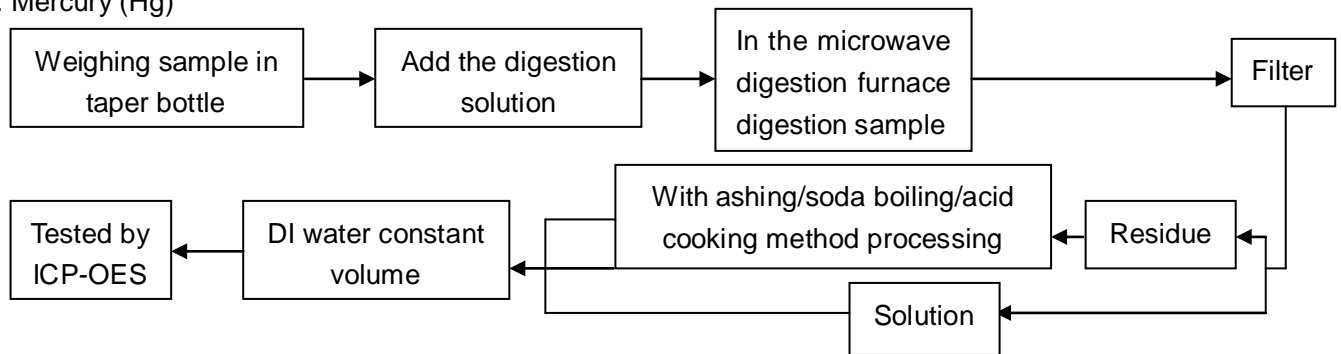 Mercury (Hg)
Weighing sample in
taper bottle
Add the digestion
solution
In the microwave
digestion furnace
digestion sample
Filter
Tested by
ICP-OES
DI water constant
volume
With ashing/soda boiling/acid
cooking method processing
Residue
Solution